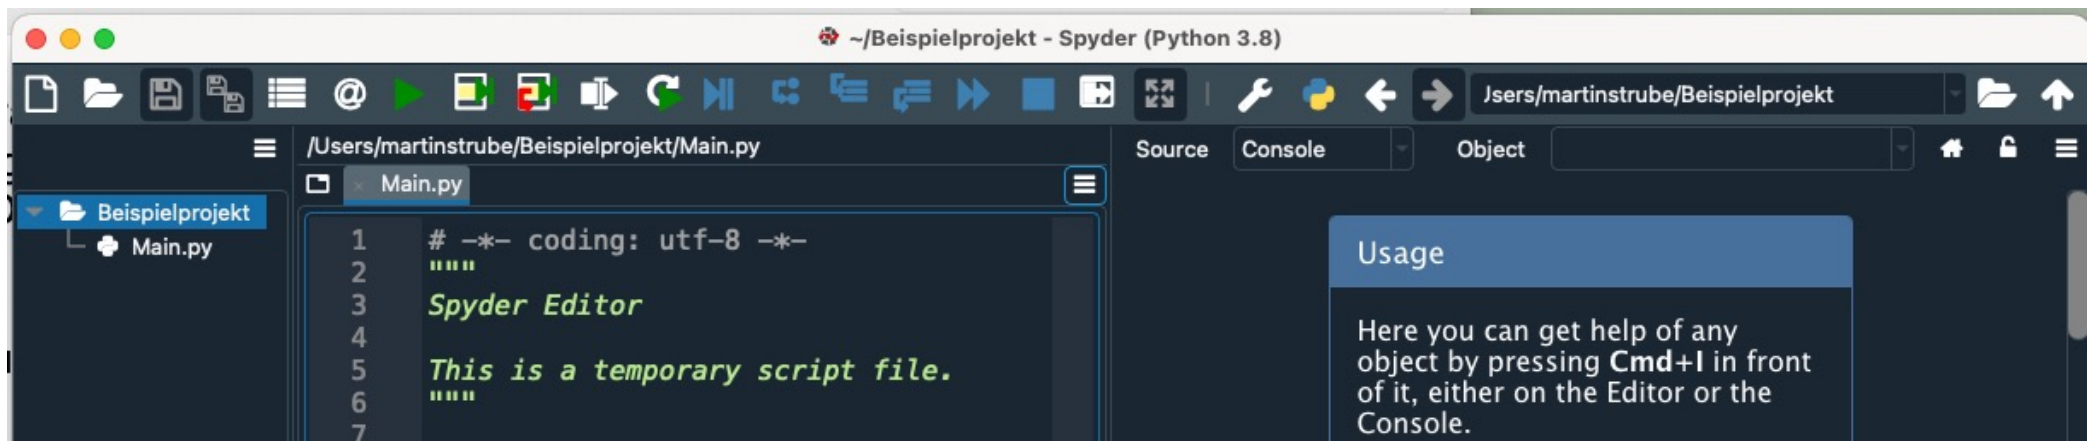 ~/Beispielprojekt - Spyder (Python 3.8)
@
Jsers/martinstrube/Beispielprojekt
/Users/martinstrube/Beispielprojekt/Main.py
Source Console Object
Main.py
Beispielprojekt
Main.py
1 # -*- coding: utf-8 -*-
2 """
3 Spyder Editor
4
5 This is a temporary script file.
6 """
7
Usage
Here you can get help of any
object by pressing Cmd+I in front
of it, either on the Editor or the
Console.